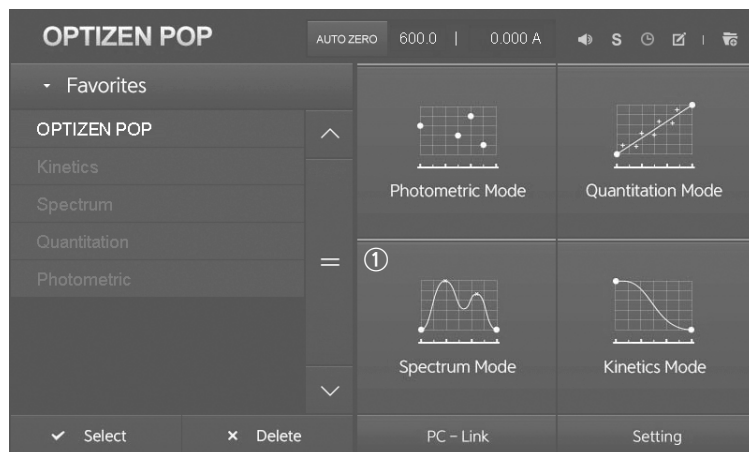 OPTIZEN POP
AUTO ZERO 600.0 | 0.000 A S
Favorites
OPTIZEN POP
Kinetics
Spectrum
Quantitation
Photometric
Select
Delete
Photometric Mode
Quantitation Mode
①
Spectrum Mode
Kinetics Mode
PC – Link
Setting